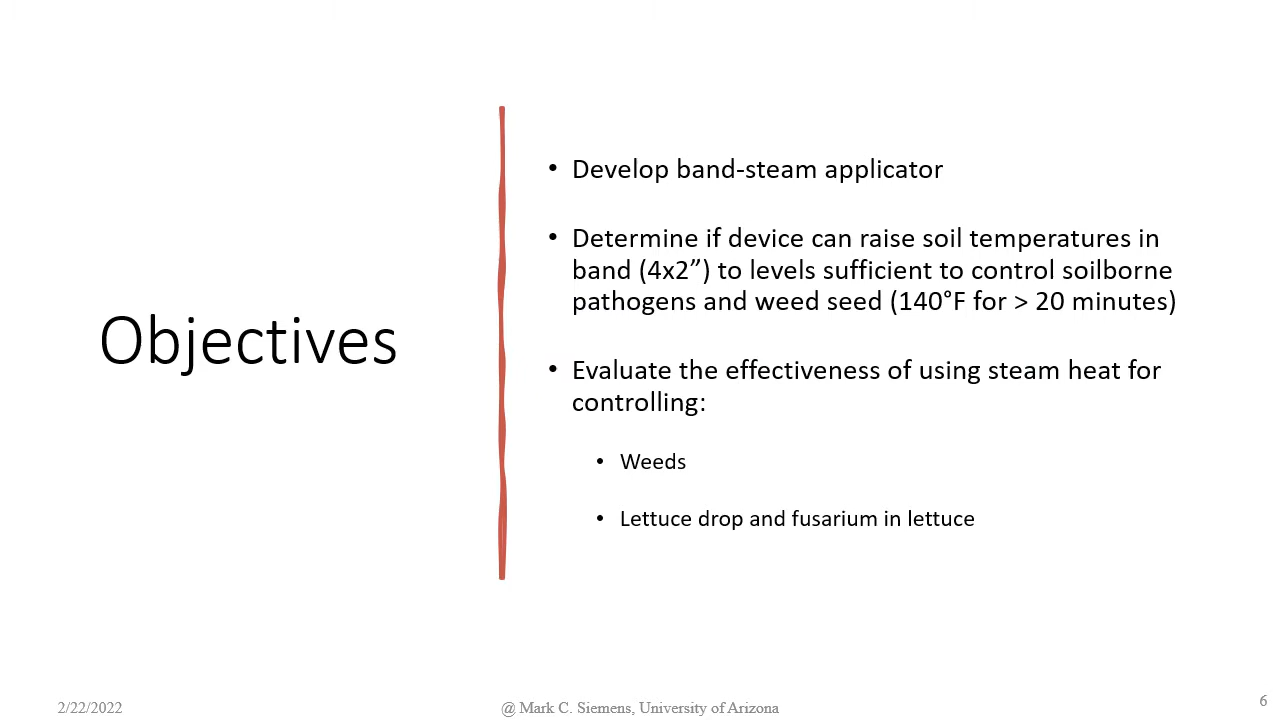 Objectives
• Develop band-steam applicator
• Determine if device can raise soil temperatures in
band (4x2”) to levels sufficient to control soilborne
pathogens and weed seed (140°F for > 20 minutes)
• Evaluate the effectiveness of using steam heat for
controlling:
• Weeds
• Lettuce drop and fusarium in lettuce
2/22/2022
@ Mark C. Siemens, University of Arizona
6